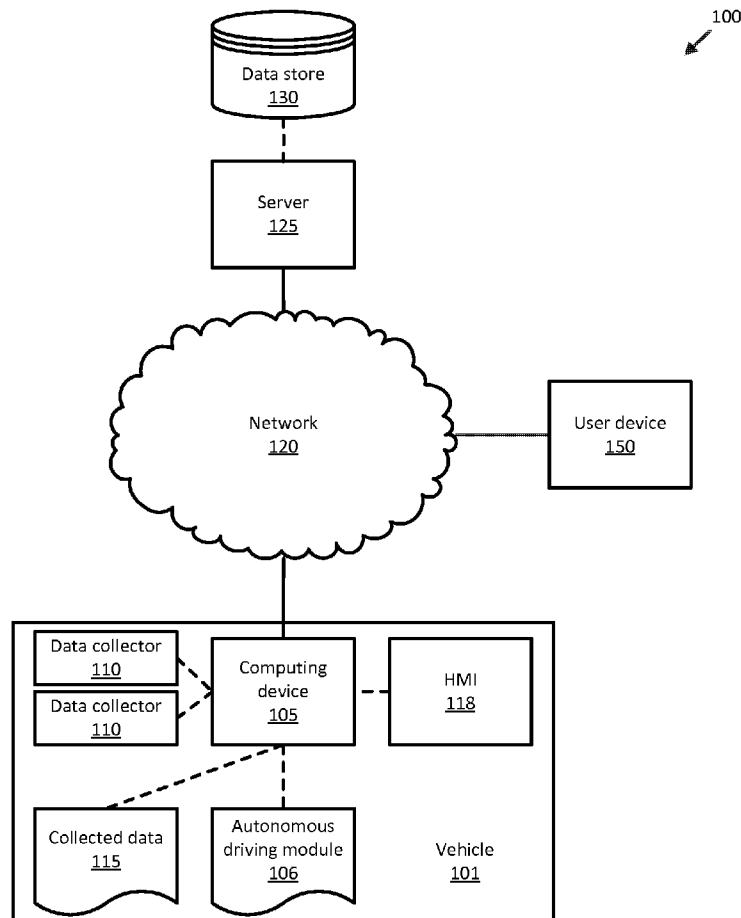 100
Data store
130
Server
125
Network
120
User device
150
Data collector
110
Data collector
110
Computing
device
105
HMI
118
Collected data
115
Autonomous
driving module
106
Vehicle
101